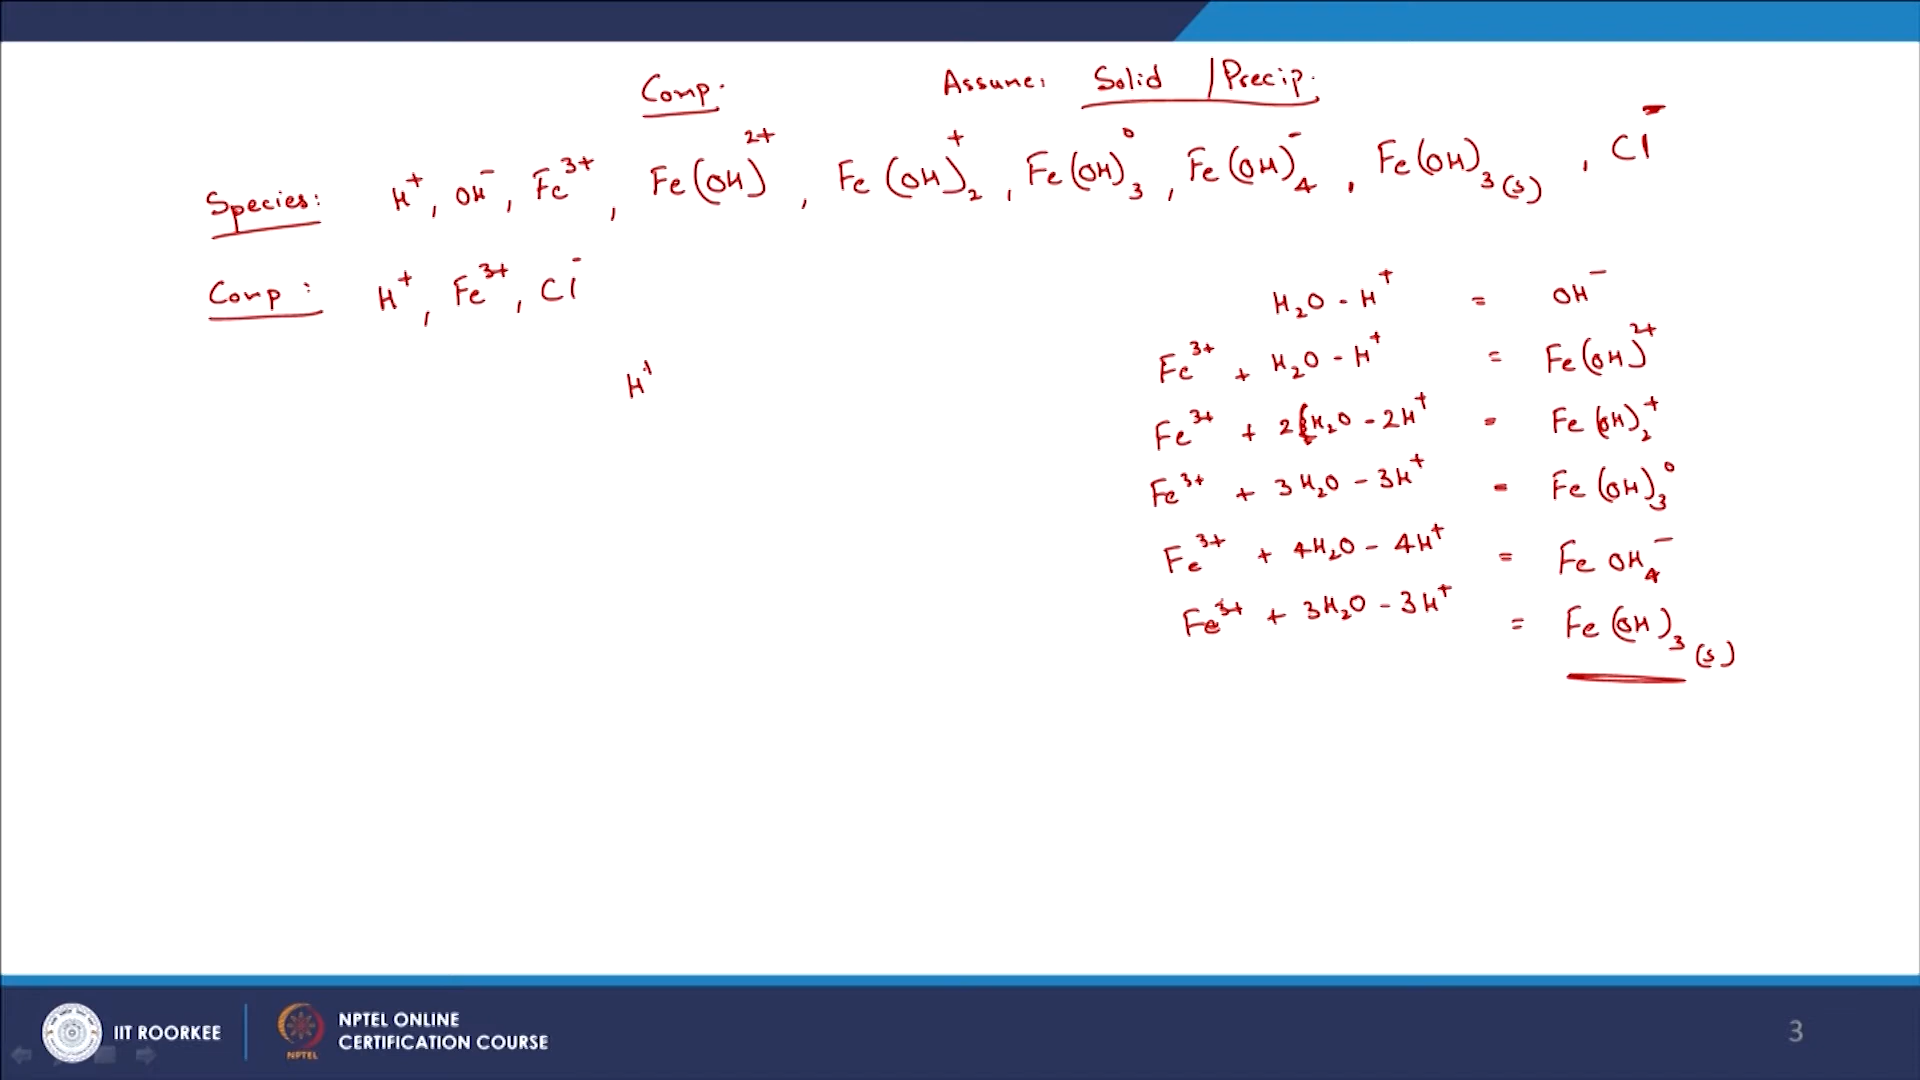 Comp. Assume: Solid / Precip.
Species: H⁺, OH⁻, Fe³⁺, Fe(OH)²⁺, Fe(OH)₂⁺, Fe(OH)₃⁰, Fe(OH)₄⁻, Fe(OH)₃(s), Cl⁻
Comp: H⁺, Fe³⁺, Cl⁻
H⁺
H₂O - H⁺ = OH⁻
Fe³⁺ + H₂O - H⁺ = Fe(OH)²⁺
Fe³⁺ + 2H₂O - 2H⁺ = Fe(OH)₂⁺
Fe³⁺ + 3H₂O - 3H⁺ = Fe(OH)₃⁰
Fe³⁺ + 4H₂O - 4H⁺ = Fe OH₄⁻
Fe³⁺ + 3H₂O - 3H⁺ = Fe(OH)₃(s)
IIT ROORKEE
NPTEL
NPTEL ONLINE
CERTIFICATION COURSE
3